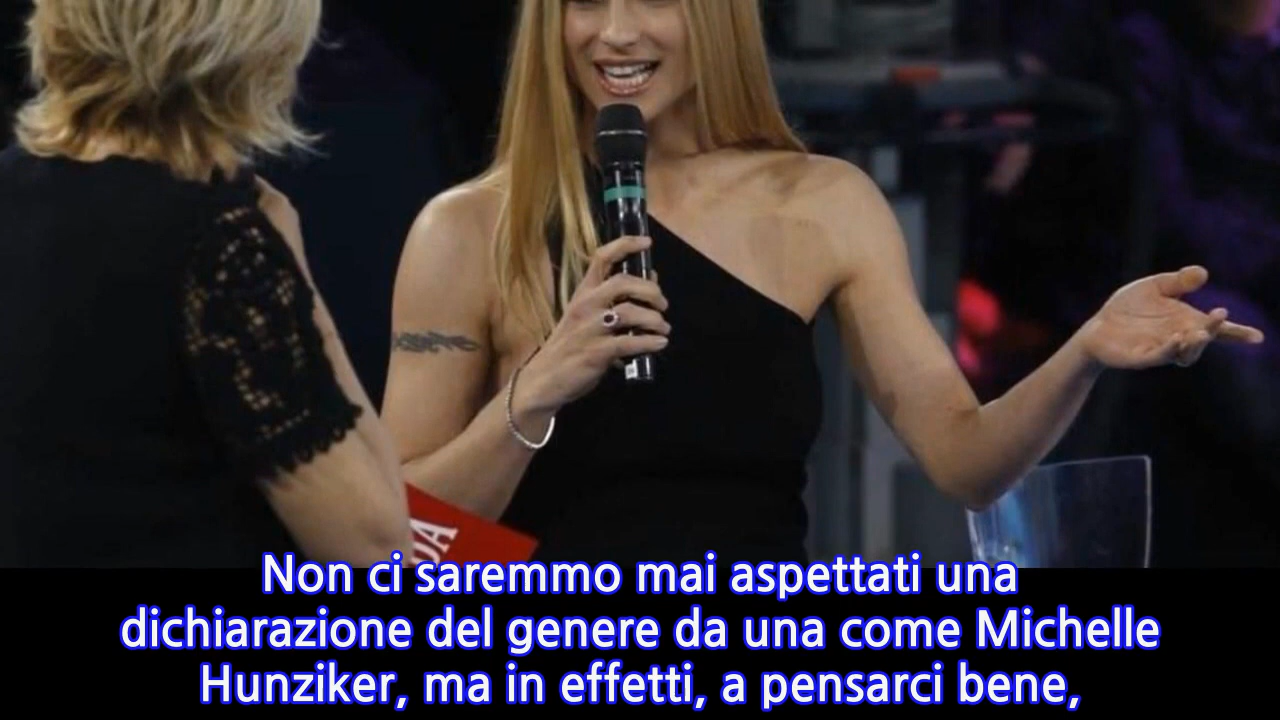 UA
Non ci saremmo mai aspettati una
dichiarazione del genere da una come Michelle
Hunziker, ma in effetti, a pensarci bene,